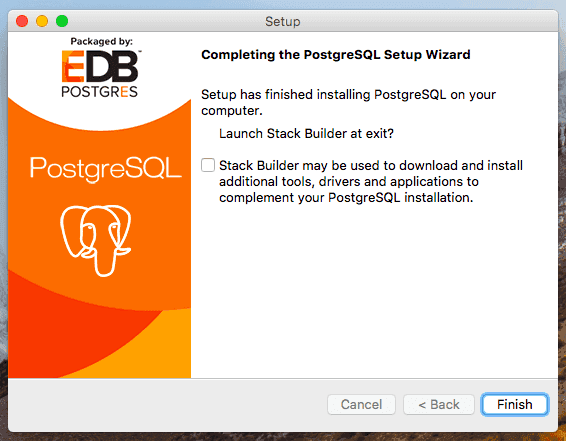 Setup
Packaged by:
EDB™
POSTGRES
PostgreSQL
Completing the PostgreSQL Setup Wizard
Setup has finished installing PostgreSQL on your
computer.
Launch Stack Builder at exit?
Stack Builder may be used to download and install
additional tools, drivers and applications to
complement your PostgreSQL installation.
Cancel
< Back
Finish